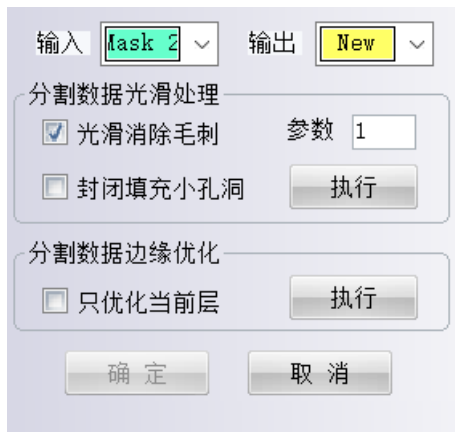 输入 Mask 2 输出 New
分割数据光滑处理
光滑消除毛刺 参数 1
封闭填充小孔洞 执行
分割数据边缘优化
只优化当前层 执行
确 定 取 消